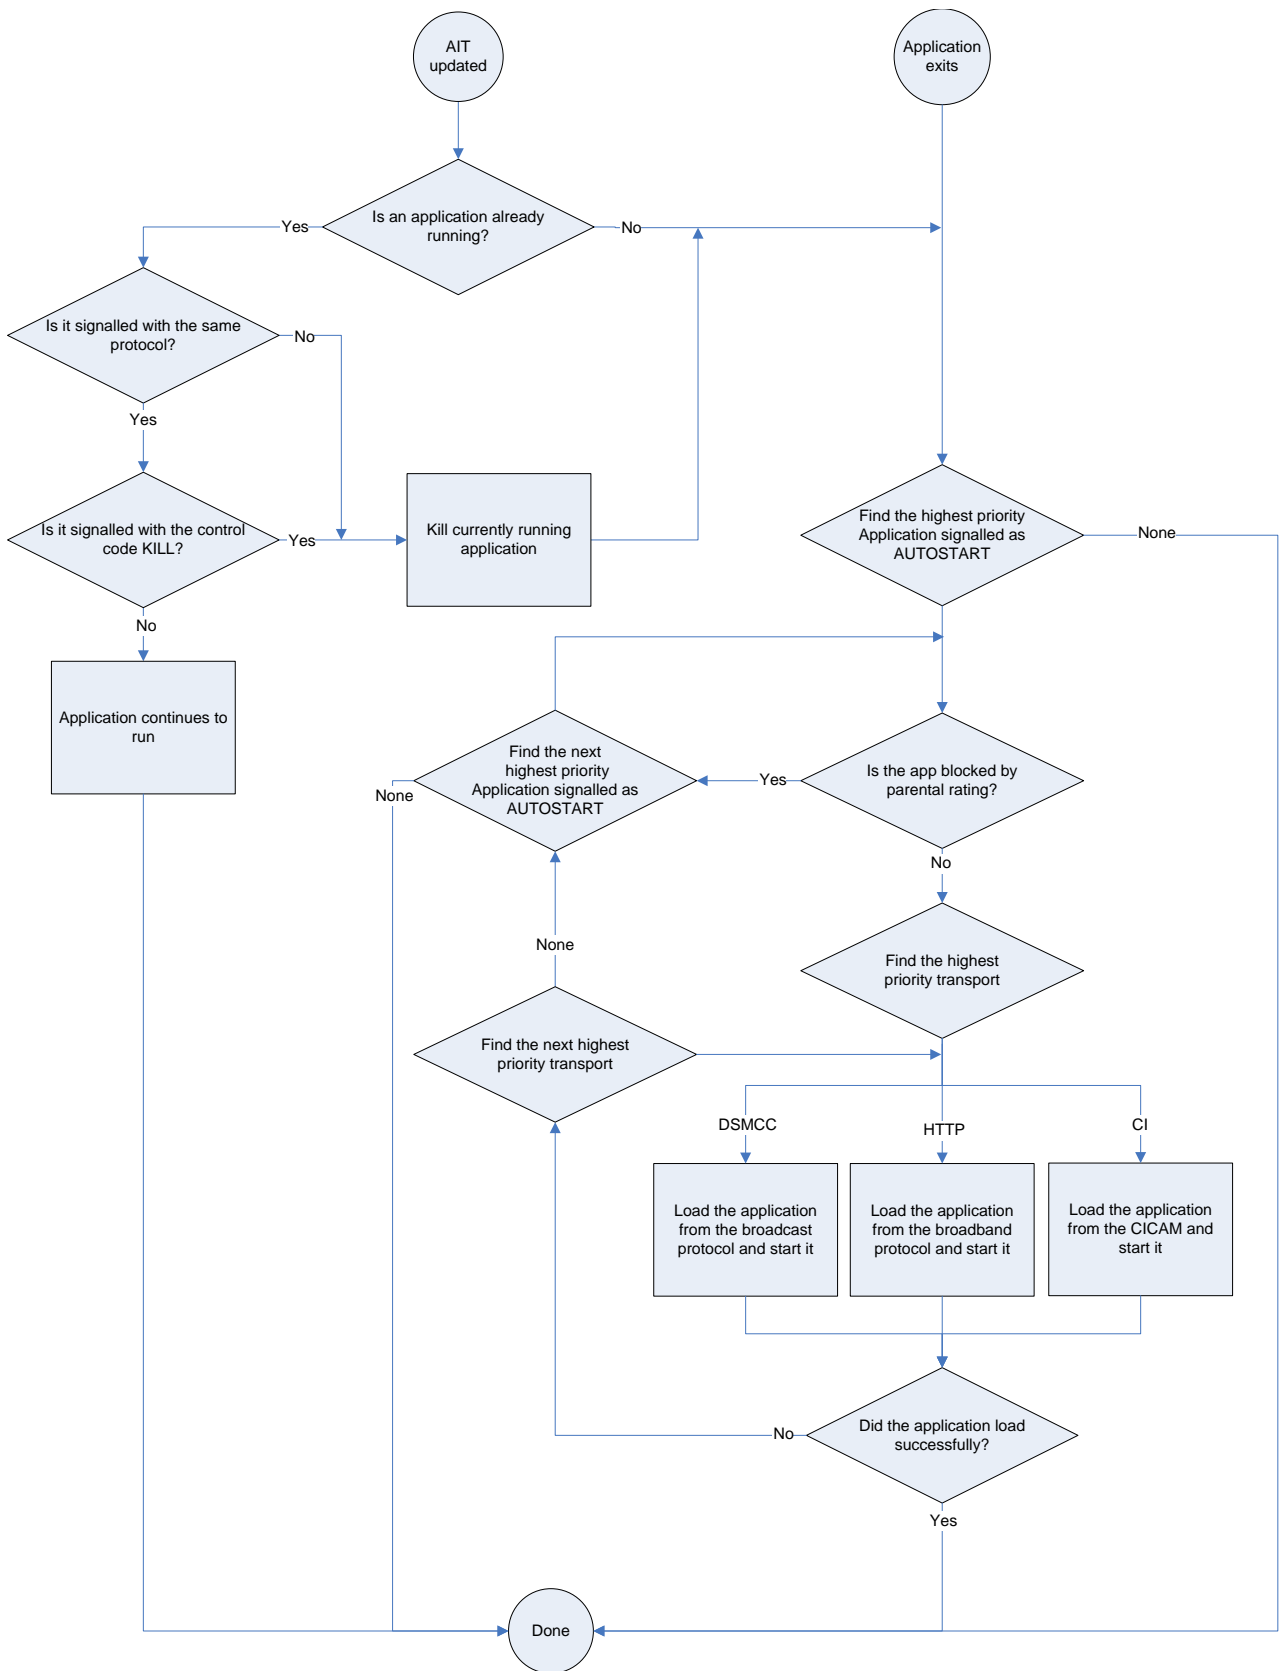 AIT
updated
Application
exits
Is an application already
running?
Yes
No
Is it signalled with the same
protocol?
No
Yes
Is it signalled with the control
code KILL?
Yes
Kill currently running
application
Find the highest priority
Application signalled as
AUTOSTART
None
No
Application continues to
run
Find the next
highest priority
Application signalled as
AUTOSTART
None
Yes
Is the app blocked by
parental rating?
No
None
Find the highest
priority transport
Find the next highest
priority transport
DSMCC
HTTP
CI
Load the application
from the broadcast
protocol and start it
Load the application
from the broadband
protocol and start it
Load the application
from the CICAM and
start it
Did the application load
successfully?
No
Yes
Done